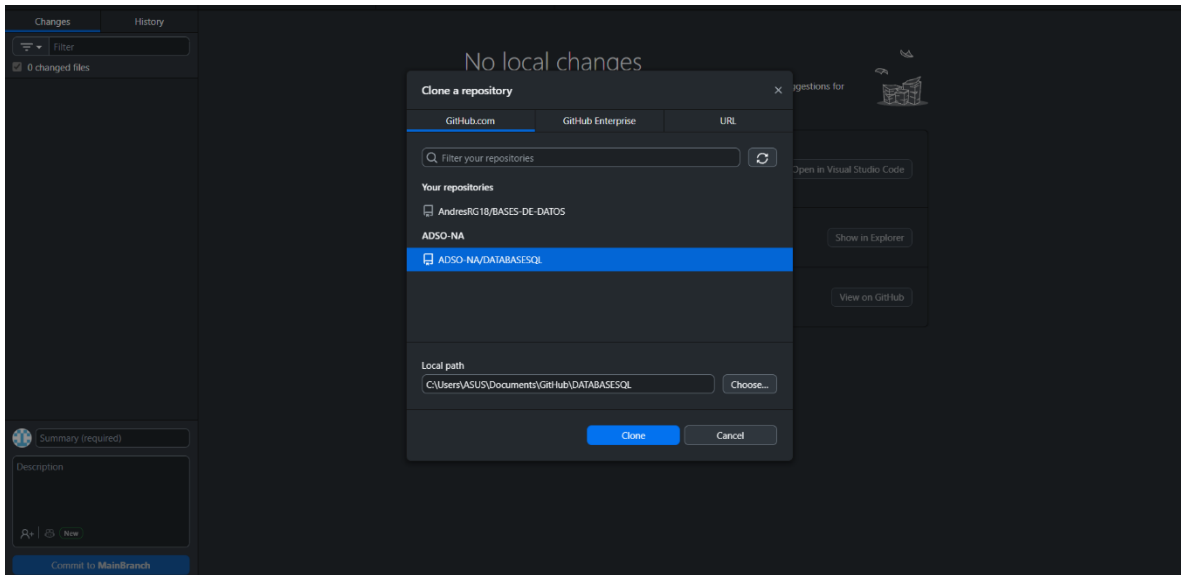 Changes History
Filter
0 changed files
No local changes
ggestions for
Clone a repository
GitHub.com GitHub Enterprise URL
Filter your repositories
Your repositories
AndresRG18/BASES-DE-DATOS
ADSO-NA
ADSO-NA/DATABASESQL
Open in Visual Studio Code
Show in Explorer
View on GitHub
Local path
C:\Users\ASUS\Documents\GitHub\DATABASESQL
Choose...
Clone Cancel
Summary (required)
Description
New
Commit to MainBranch